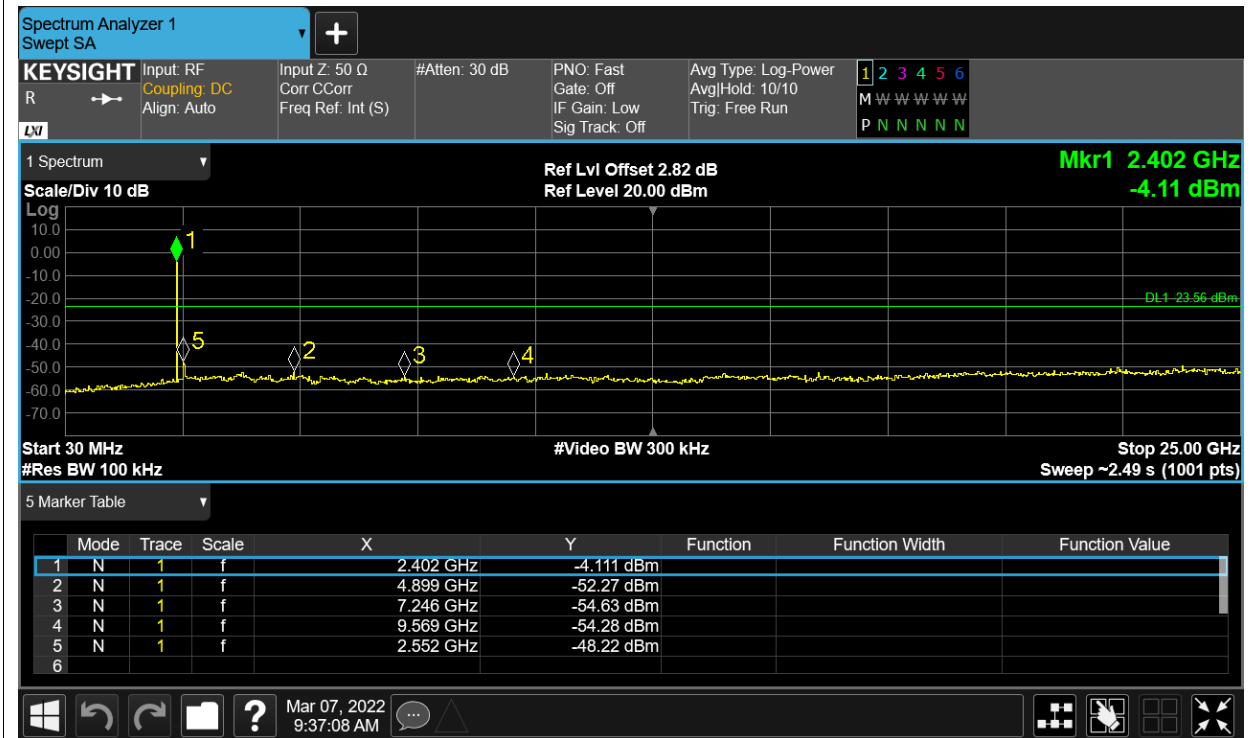 Spectrum Analyzer 1
Swept SA
KEYSIGHT Input: RF Input Z: 50 Ω #Atten: 30 dB PNO: Fast Avg Type: Log-Power 1 2 3 4 5 6
R Coupling: DC Corr CCorr Gate: Off Avg|Hold: 10/10 M W W W W W
Align: Auto Freq Ref: Int (S) IF Gain: Low Trig: Free Run
LXI Sig Track: Off P N N N N N
1 Spectrum Ref Lvl Offset 2.82 dB Mkr1 2.402 GHz
Scale/Div 10 dB Ref Level 20.00 dBm -4.11 dBm
Log
10.0 1
0.00
-10.0
-20.0 DL1 -23.56 dBm
-30.0
-40.0 5 2 3 4
-50.0
-60.0
-70.0
Start 30 MHz #Video BW 300 kHz Stop 25.00 GHz
#Res BW 100 kHz Sweep ~2.49 s (1001 pts)
5 Marker Table
Mode Trace Scale X Y Function Function Width Function Value
1 N 1 f 2.402 GHz -4.111 dBm
2 N 1 f 4.899 GHz -52.27 dBm
3 N 1 f 7.246 GHz -54.63 dBm
4 N 1 f 9.569 GHz -54.28 dBm
5 N 1 f 2.552 GHz -48.22 dBm
6
? Mar 07, 2022
9:37:08 AM